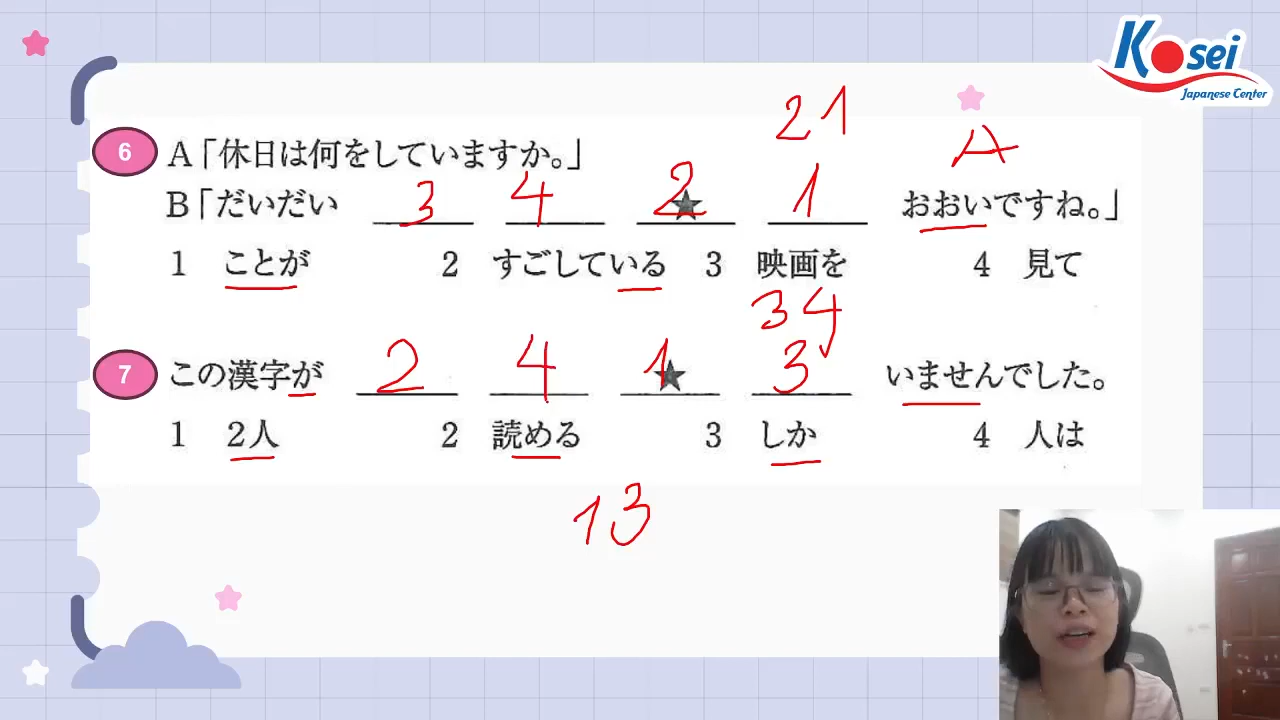 Kosei
Japanese Center
21
A
6 A「休日は何をしていますか。」
B「だいだい 3 4 2★ 1 おおいですね。」
1 ことが 2 すごしている 3 映画を 4 見て
34
7 この漢字が 2 4 1★ 3 いませんでした。
1 2人 2 読める 3 しか 4 人は
13